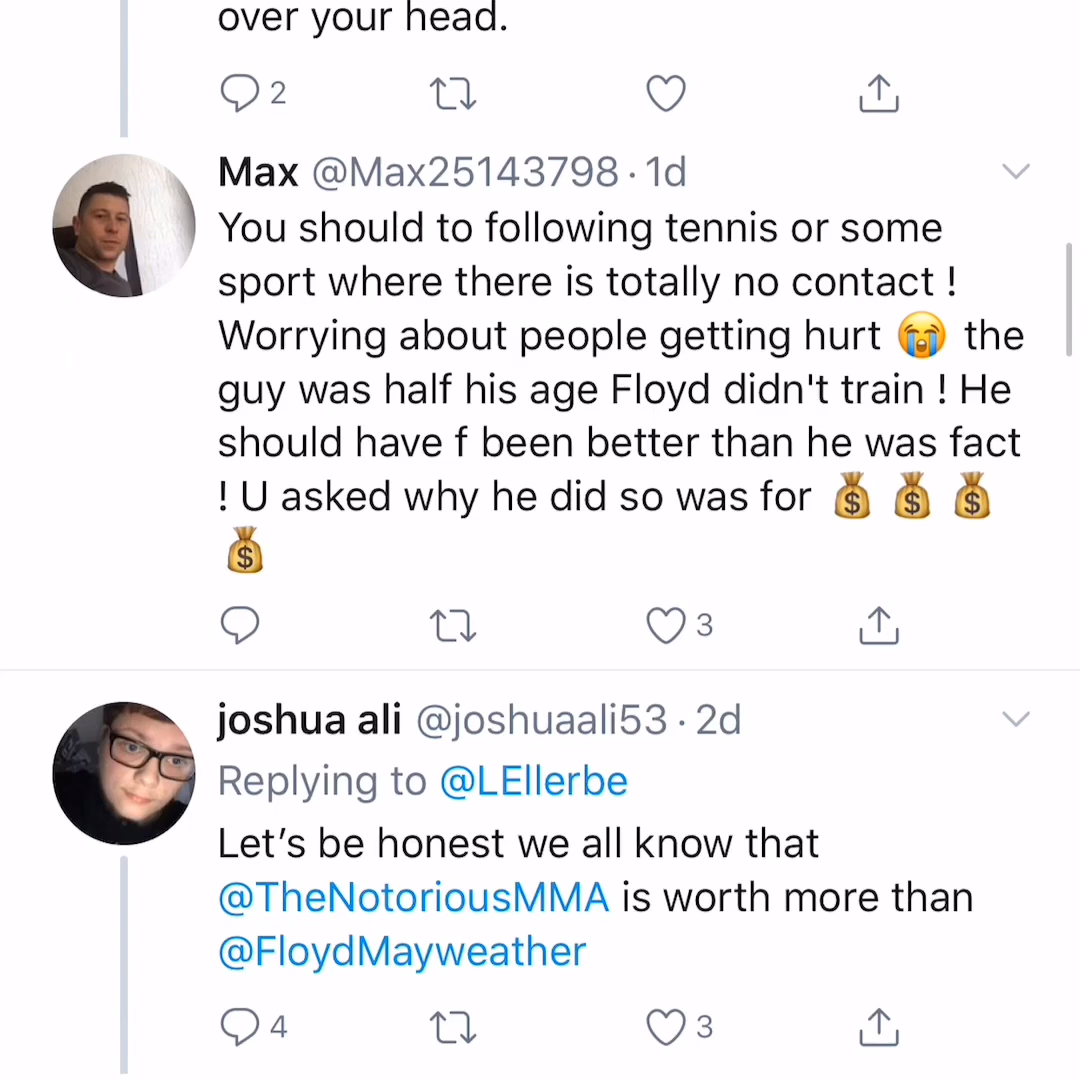 over your head.
2
Max @Max25143798 · 1d
You should to following tennis or some
sport where there is totally no contact !
Worrying about people getting hurt 😭 the
guy was half his age Floyd didn't train ! He
should have f been better than he was fact
! U asked why he did so was for 💰 💰 💰
💰
3
joshua ali @joshuaali53 · 2d
Replying to @LEllerbe
Let’s be honest we all know that
@TheNotoriousMMA is worth more than
@FloydMayweather
4 3